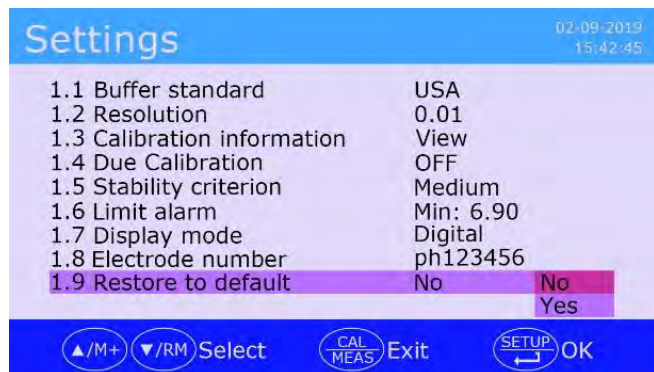 Settings
02-09-2019
15:42:45
1.1 Buffer standard USA
1.2 Resolution 0.01
1.3 Calibration information View
1.4 Due Calibration OFF
1.5 Stability criterion Medium
1.6 Limit alarm Min: 6.90
1.7 Display mode Digital
1.8 Electrode number ph123456
1.9 Restore to default No No
Yes
▲/M+ ▼/RM Select CAL MEAS Exit SETUP OK